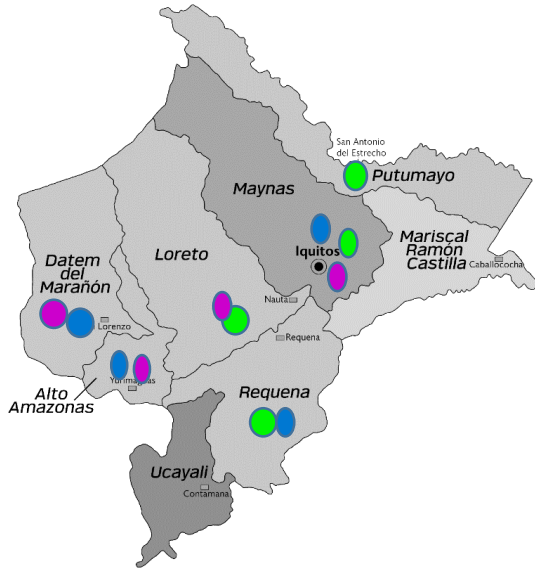 San Antonio
del Estrecho
Putumayo
Maynas
Mariscal
Ramón
Castilla
Iquitos
Loreto
Caballococha
Datem
del
Marañón
Nauta
Lorenzo
Requena
Yurimaguas
Alto
Amazonas
Requena
Ucayali
Contamana